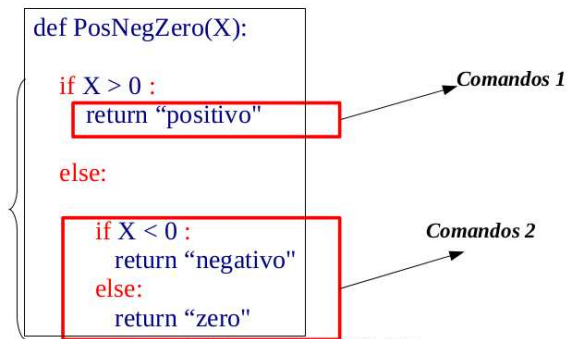 def PosNegZero(X):
if X > 0 :
Comandos 1
return “positivo"
else:
if X < 0 :
Comandos 2
return “negativo"
else:
return “zero"